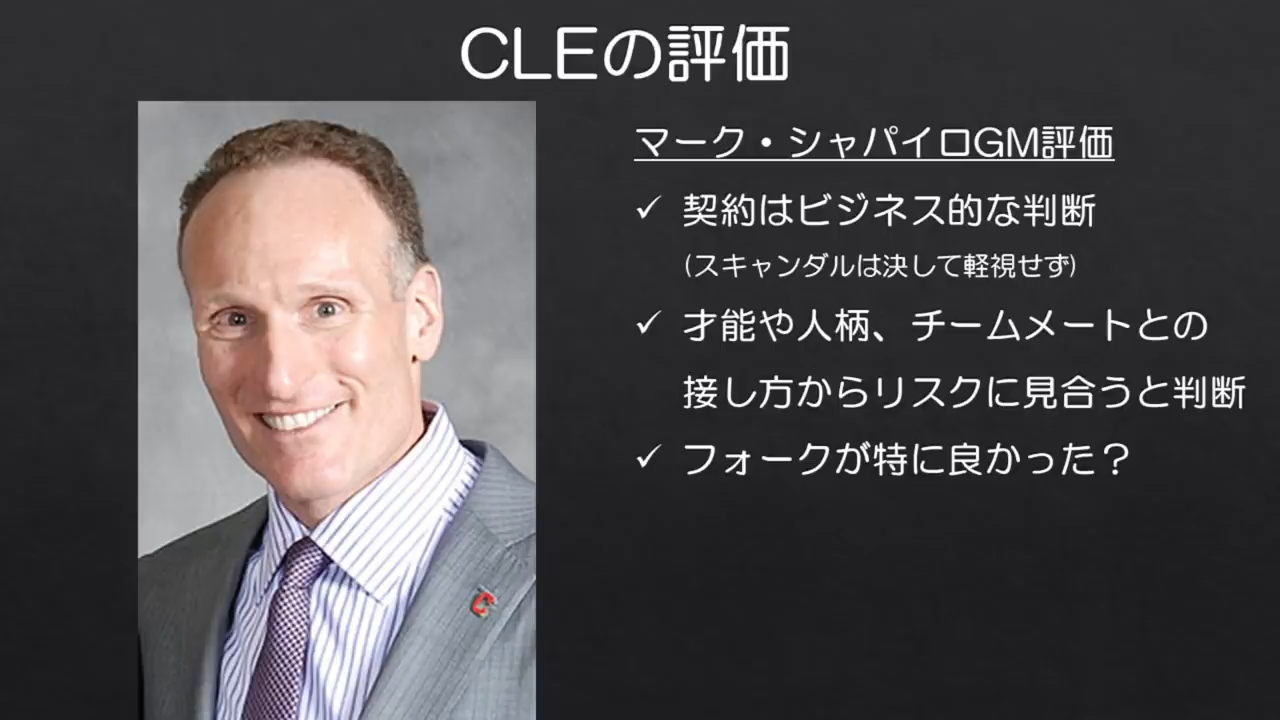 CLEの評価
マーク・シャパイロGM評価
✓ 契約はビジネス的な判断
(スキャンダルは決して軽視せず)
✓ 才能や人柄、チームメートとの
接し方からリスクに見合うと判断
✓ フォークが特に良かった？
C